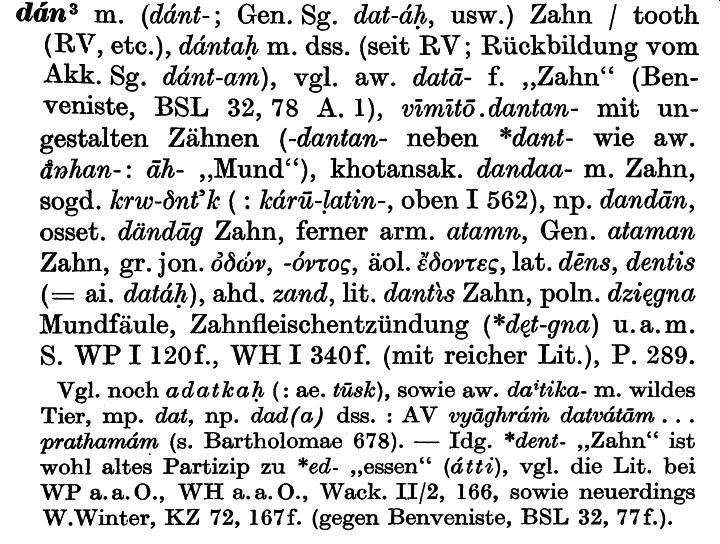 dán³ m. (dánt-; Gen. Sg. dat-áḥ, usw.) Zahn / tooth
(RV, etc.), dántaḥ m. dss. (seit RV; Rückbildung vom
Akk. Sg. dánt-am), vgl. aw. datā- f. „Zahn“ (Ben-
veniste, BSL 32, 78 A. 1), vīmītō.dantan- mit un-
gestalten Zähnen (-dantan- neben *dant- wie aw.
å̄ŋhan-: āh- „Mund“), khotansak. dandaa- m. Zahn,
sogd. krw-δntʾk ( : kárū-ḷatin-, oben I 562), np. dandān,
osset. dändāg Zahn, ferner arm. atamn, Gen. ataman
Zahn, gr. jon. ὀδών, -όντος, äol. ἔδοντες, lat. dēns, dentis
(= ai. datáḥ), ahd. zand, lit. dantìs Zahn, poln. dzięgna
Mundfäule, Zahnfleischentzündung (*dęt-gna) u. a. m.
S. WP I 120f., WH I 340f. (mit reicher Lit.), P. 289.
Vgl. noch adatkaḥ (: ae. tūsk), sowie aw. daⁱtika- m. wildes
Tier, mp. dat, np. dad(a) dss. : AV vyāghráṁ datvátām . . .
prathamám (s. Bartholomae 678). — Idg. *dent- „Zahn“ ist
wohl altes Partizip zu *ed- „essen“ (átti), vgl. die Lit. bei
WP a. a. O., WH a. a. O., Wack. II/2, 166, sowie neuerdings
W.Winter, KZ 72, 167f. (gegen Benveniste, BSL 32, 77f.).